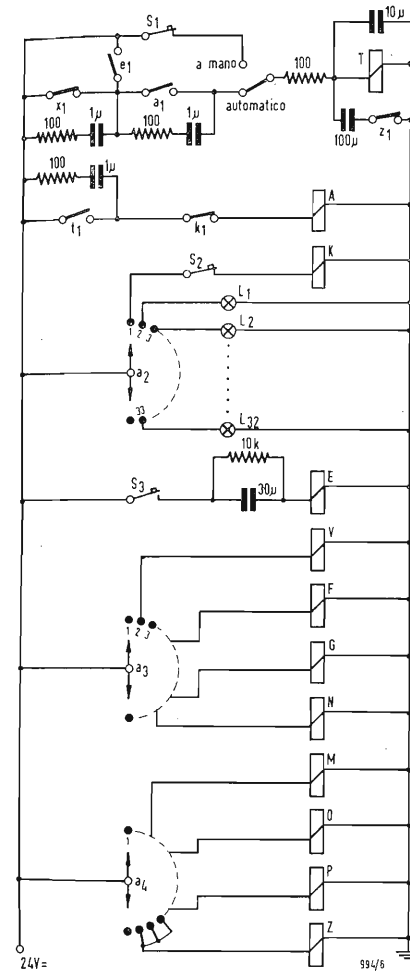 S1
10µ
e1
a mano
100
T
x1
a1
automatico
1µ
1µ
100
100
100µ
z1
100
1µ
t1
k1
A
S2
K
L1
1 2 3
L2
a2
33
L32
10k
S3
30µ
E
V
1 2 3
F
a3
G
N
M
1
O
a4
P
Z
24V=
994/6